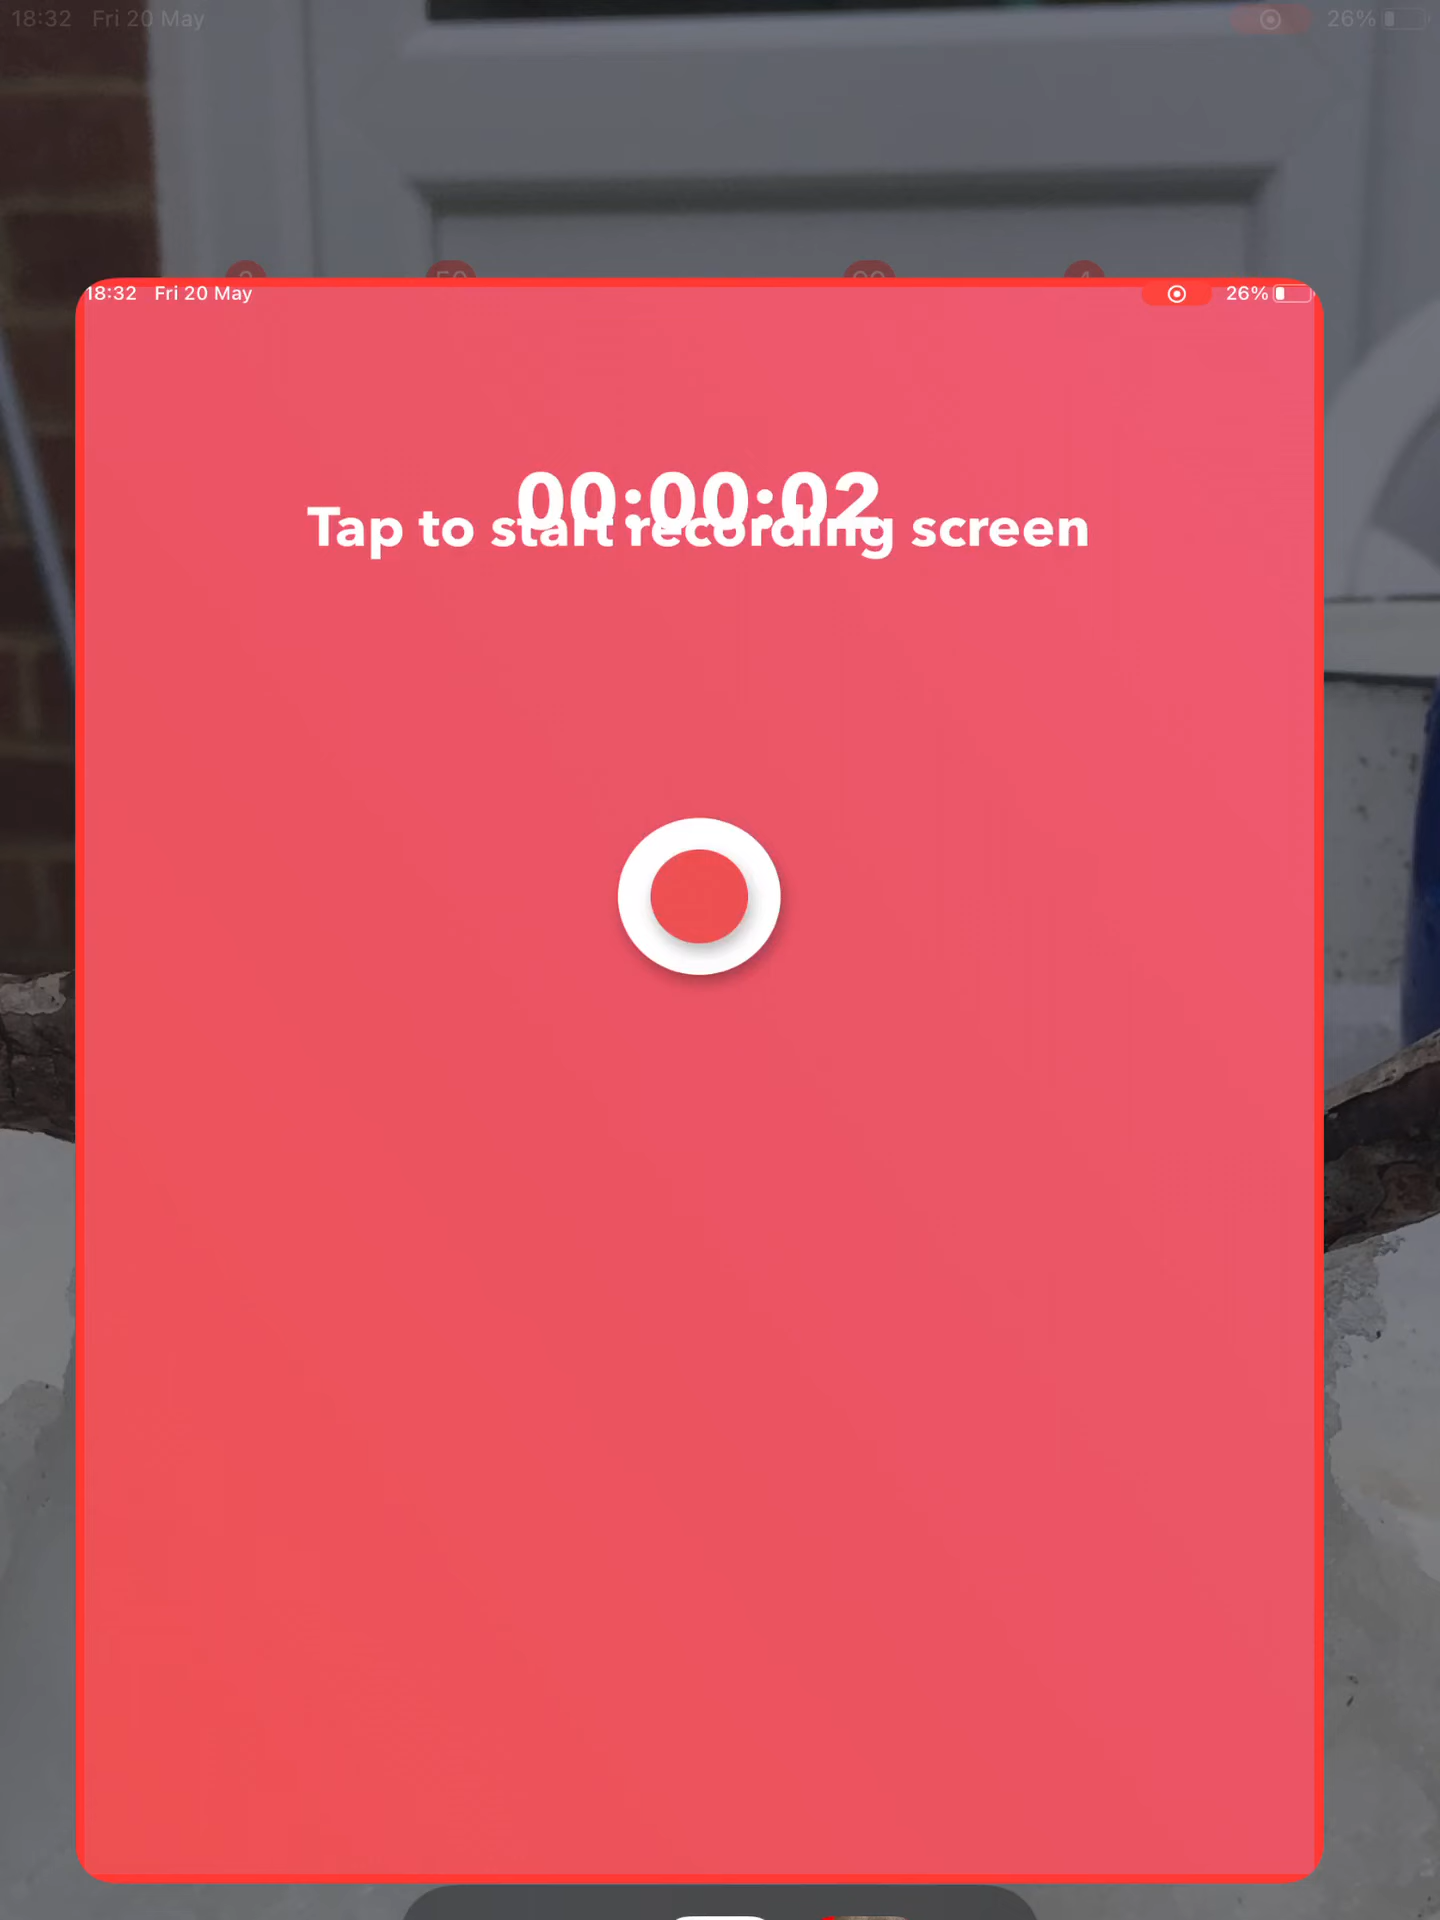 18:32 Fri 20 May
26%
18:32 Fri 20 May
26%
00:00:02
Tap to start recording screen